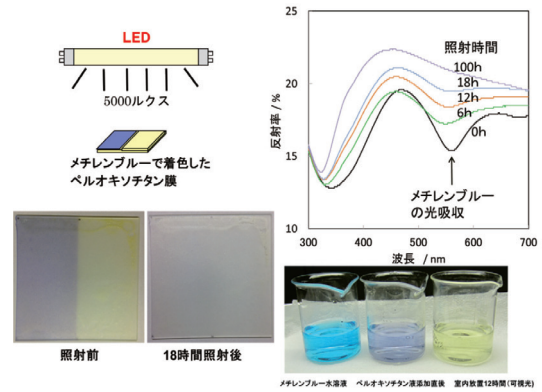 LED
5000ルクス
メチレンブルーで着色した
ペルオキソチタン膜
照射前
18時間照射後
25
20
15
10
反射率 / %
照射時間
100h
18h
12h
6h
0h
メチレンブルー
の光吸収
300
400
500
600
700
波長 / nm
メチレンブルー水溶液
ペルオキソチタン液添加直後
室内放置12時間(可視光)